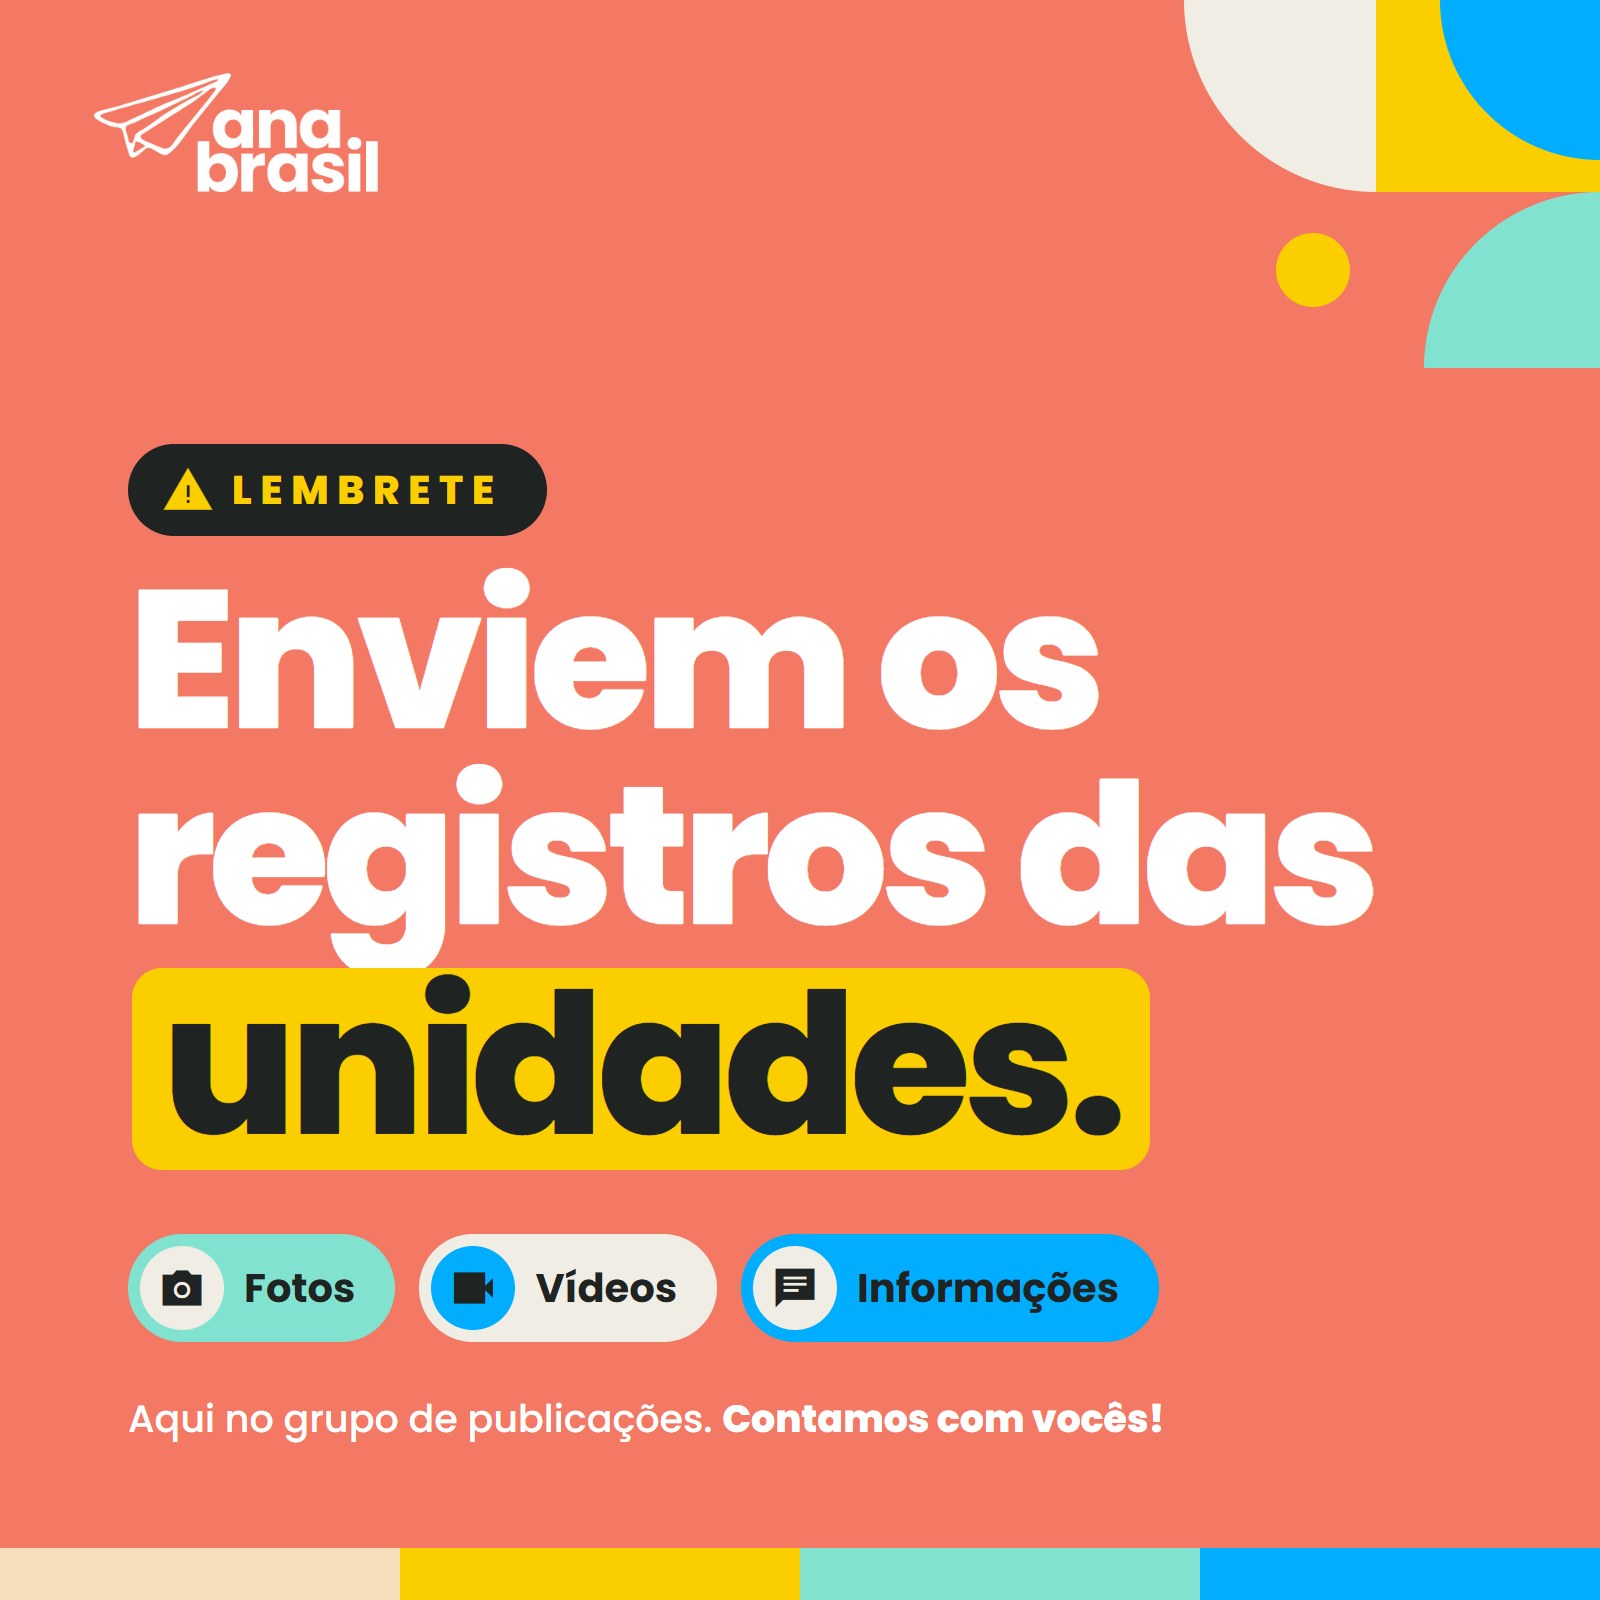 ana
brasil
LEMBRETE
Enviem os
registros das
unidades.
Fotos
Vídeos
Informações
Aqui no grupo de publicações. Contamos com vocês!